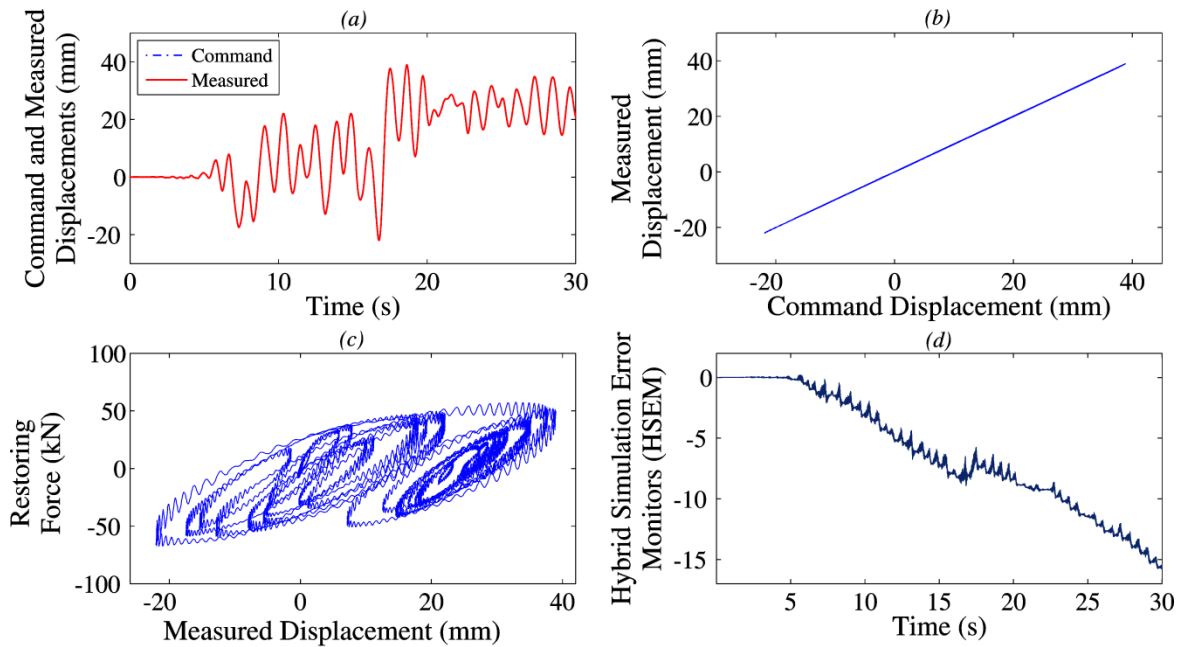 (a)
Command and Measured
Displacements (mm)
40
20
0
-20
Command
Measured
0
10
20
30
Time (s)
(b)
Measured
Displacement (mm)
40
20
0
-20
-20
0
20
40
Command Displacement (mm)
(c)
Restoring
Force (kN)
100
50
0
-50
-100
-20
0
20
40
Measured Displacement (mm)
(d)
Hybrid Simulation Error
Monitors (HSEM)
0
-5
-10
-15
5
10
15
20
25
30
Time (s)